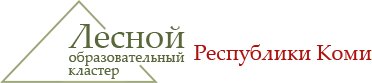 Лесной
образовательный
кластер
Республики Коми